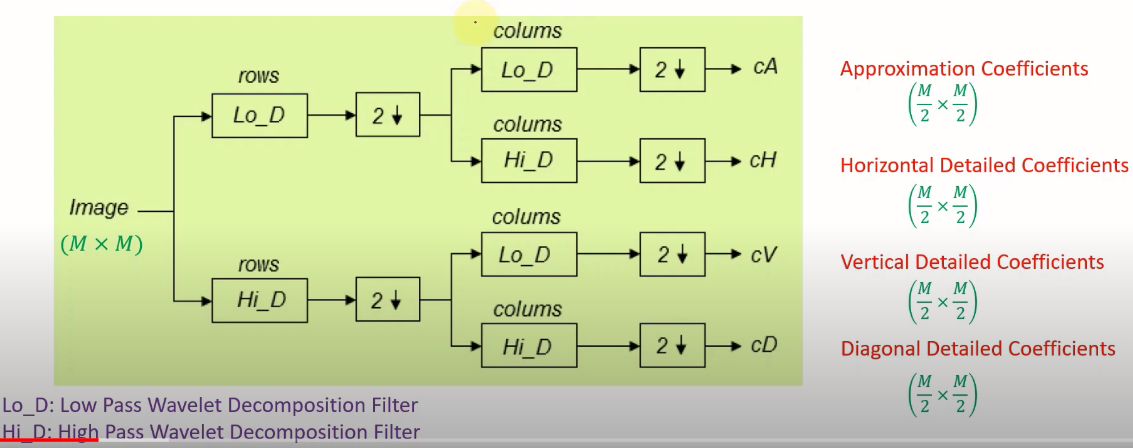 colums
rows
Lo_D
2↓
Lo_D
2↓
cA
colums
Hi_D
2↓
cH
Image
(M × M)
rows
Hi_D
2↓
colums
Lo_D
2↓
cV
colums
Hi_D
2↓
cD
Approximation Coefficients
(M/2 × M/2)
Horizontal Detailed Coefficients
(M/2 × M/2)
Vertical Detailed Coefficients
(M/2 × M/2)
Diagonal Detailed Coefficients
(M/2 × M/2)
Lo_D: Low Pass Wavelet Decomposition Filter
Hi_D: High Pass Wavelet Decomposition Filter